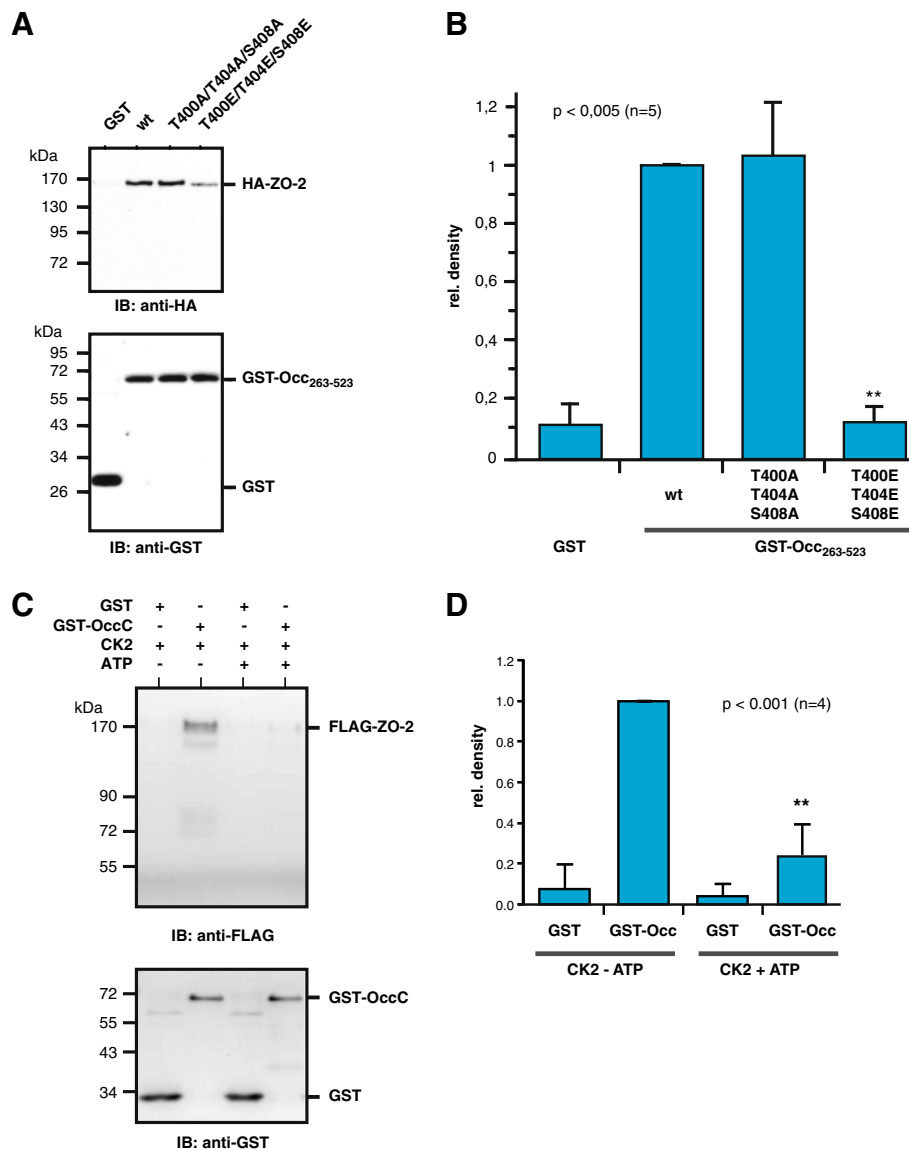 A
GST
wt
T400A/T404A/S408A
T400E/T404E/S408E
kDa
170
130
95
72
HA-ZO-2
IB: anti-HA
kDa
95
72
55
43
34
26
GST-Occ263-523
GST
IB: anti-GST
B
p < 0,005 (n=5)
rel. density
1,2
1
0,8
0,6
0,4
0,2
0
**
wt
T400A
T404A
S408A
T400E
T404E
S408E
GST
GST-Occ263-523
C
GST + - + -
GST-OccC - + - +
CK2 + + + +
ATP - - + +
kDa
170
90
72
55
FLAG-ZO-2
IB: anti-FLAG
72
55
43
34
GST-OccC
GST
IB: anti-GST
D
p < 0.001 (n=4)
rel. density
1.2
1.0
0.8
0.6
0.4
0.2
0.0
**
GST GST-Occ GST GST-Occ
CK2 - ATP CK2 + ATP